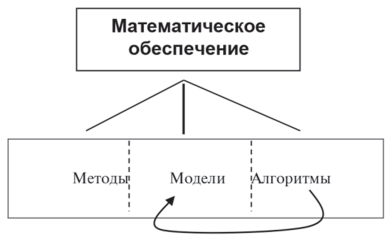 Математическое
обеспечение
Методы Модели Алгоритмы